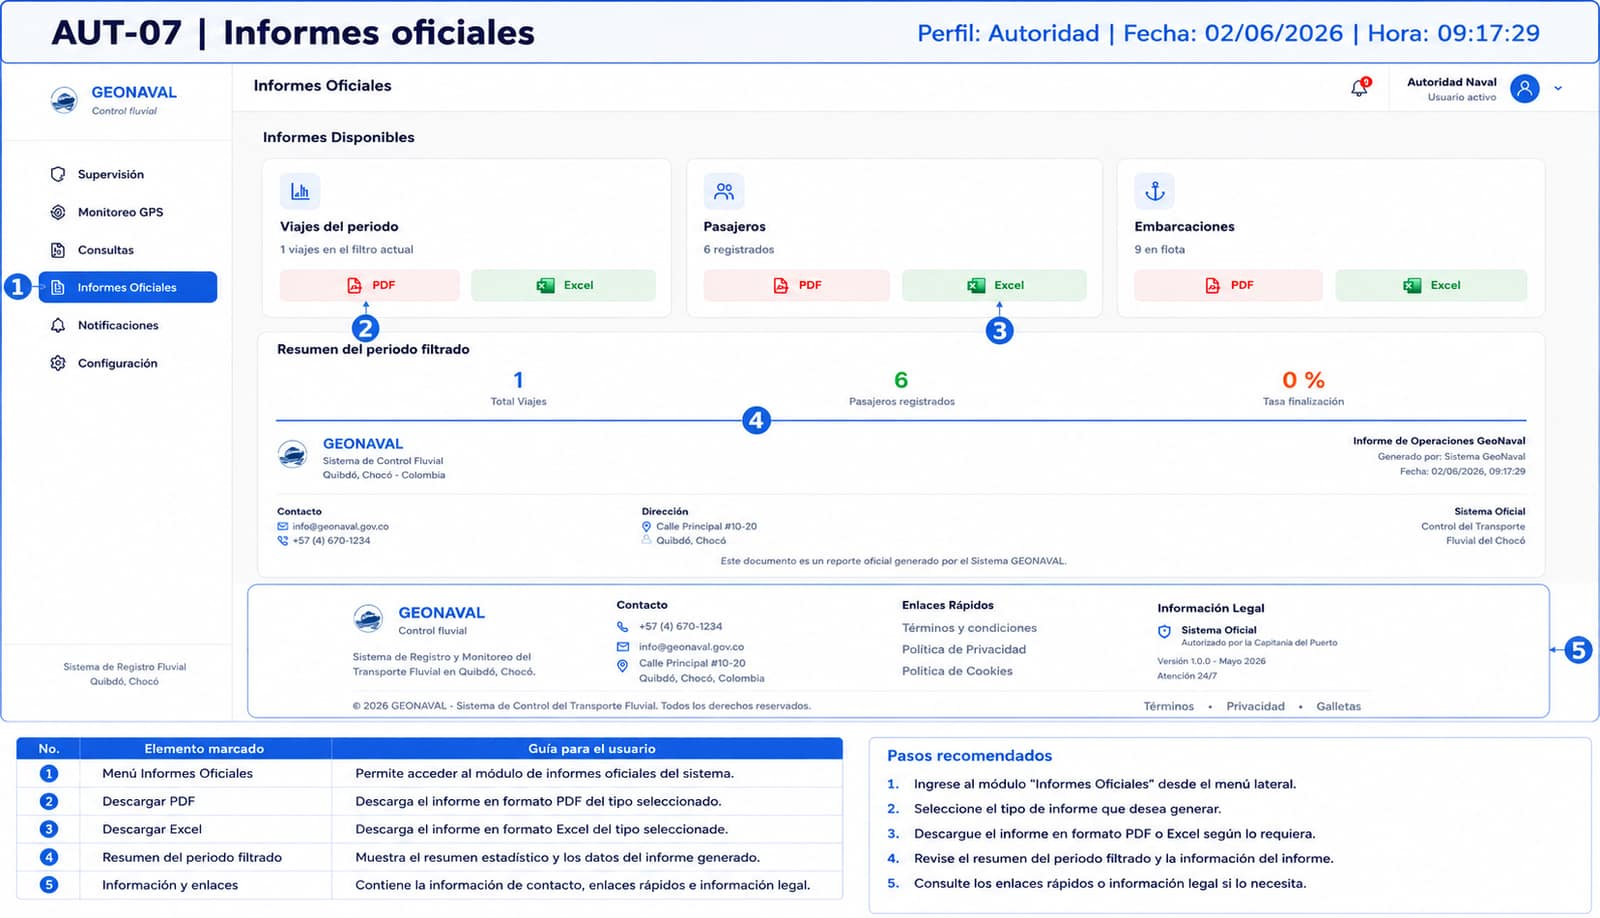 AUT-07 | Informes oficiales
Perfil: Autoridad | Fecha: 02/06/2026 | Hora: 09:17:29
GEONAVAL
Control fluvial
Informes Oficiales
9
Autoridad Naval
Usuario activo
Supervisión
Monitoreo GPS
Consultas
1
Informes Oficiales
Notificaciones
Configuración
Sistema de Registro Fluvial
Quibdó, Chocó
Informes Disponibles
Viajes del periodo
1 viajes en el filtro actual
PDF
Excel
Pasajeros
6 registrados
PDF
Excel
Embarcaciones
9 en flota
PDF
Excel
2
3
Resumen del periodo filtrado
1
Total Viajes
6
Pasajeros registrados
0 %
Tasa finalización
4
GEONAVAL
Sistema de Control Fluvial
Quibdó, Chocó - Colombia
Informe de Operaciones GeoNaval
Generado por: Sistema GeoNaval
Fecha: 02/06/2026, 09:17:29
Contacto
info@geonaval.gov.co
+57 (4) 670-1234
Dirección
Calle Principal #10-20
Quibdó, Chocó
Sistema Oficial
Control del Transporte
Fluvial del Chocó
Este documento es un reporte oficial generado por el Sistema GEONAVAL.
GEONAVAL
Control fluvial
Sistema de Registro y Monitoreo del
Transporte Fluvial en Quibdó, Chocó.
Contacto
+57 (4) 670-1234
info@geonaval.gov.co
Calle Principal #10-20
Quibdó, Chocó, Colombia
Enlaces Rápidos
Términos y condiciones
Política de Privacidad
Política de Cookies
Información Legal
Sistema Oficial
Autorizado por la Capitanía del Puerto
Versión 1.0.0 - Mayo 2026
Atención 24/7
5
© 2026 GEONAVAL - Sistema de Control del Transporte Fluvial. Todos los derechos reservados.
Términos • Privacidad • Galletas
No. Elemento marcado Guía para el usuario
1 Menú Informes Oficiales Permite acceder al módulo de informes oficiales del sistema.
2 Descargar PDF Descarga el informe en formato PDF del tipo seleccionado.
3 Descargar Excel Descarga el informe en formato Excel del tipo seleccionade.
4 Resumen del periodo filtrado Muestra el resumen estadístico y los datos del informe generado.
5 Información y enlaces Contiene la información de contacto, enlaces rápidos e información legal.
Pasos recomendados
1. Ingrese al módulo "Informes Oficiales" desde el menú lateral.
2. Seleccione el tipo de informe que desea generar.
3. Descargue el informe en formato PDF o Excel según lo requiera.
4. Revise el resumen del periodo filtrado y la información del informe.
5. Consulte los enlaces rápidos o información legal si lo necesita.